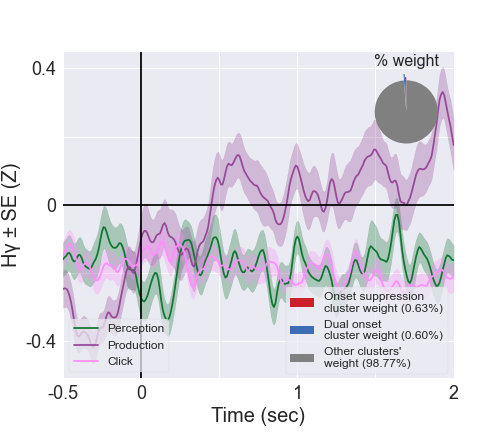 % weight
0.4
0
-0.4
Hγ ± SE (Z)
Perception
Production
Click
Onset suppression
cluster weight (0.63%)
Dual onset
cluster weight (0.60%)
Other clusters'
weight (98.77%)
-0.5
0
1
2
Time (sec)